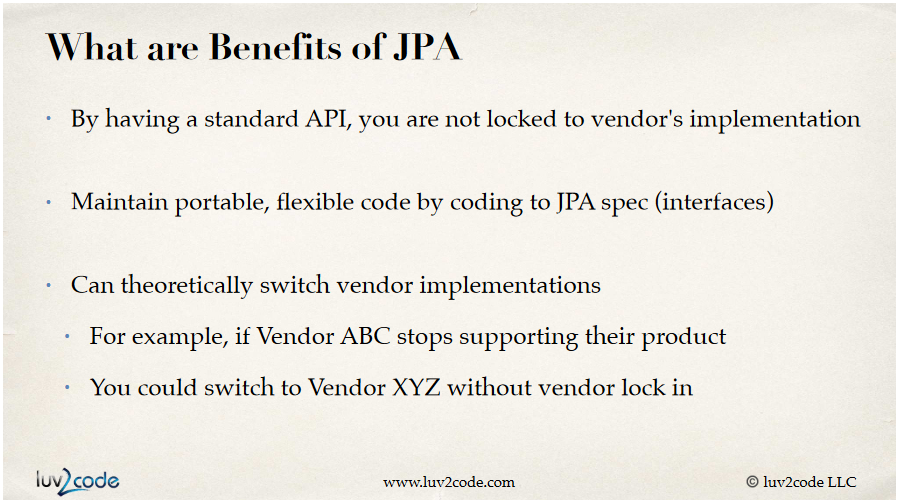 What are Benefits of JPA
• By having a standard API, you are not locked to vendor's implementation
• Maintain portable, flexible code by coding to JPA spec (interfaces)
• Can theoretically switch vendor implementations
• For example, if Vendor ABC stops supporting their product
• You could switch to Vendor XYZ without vendor lock in
luv2code
www.luv2code.com
© luv2code LLC